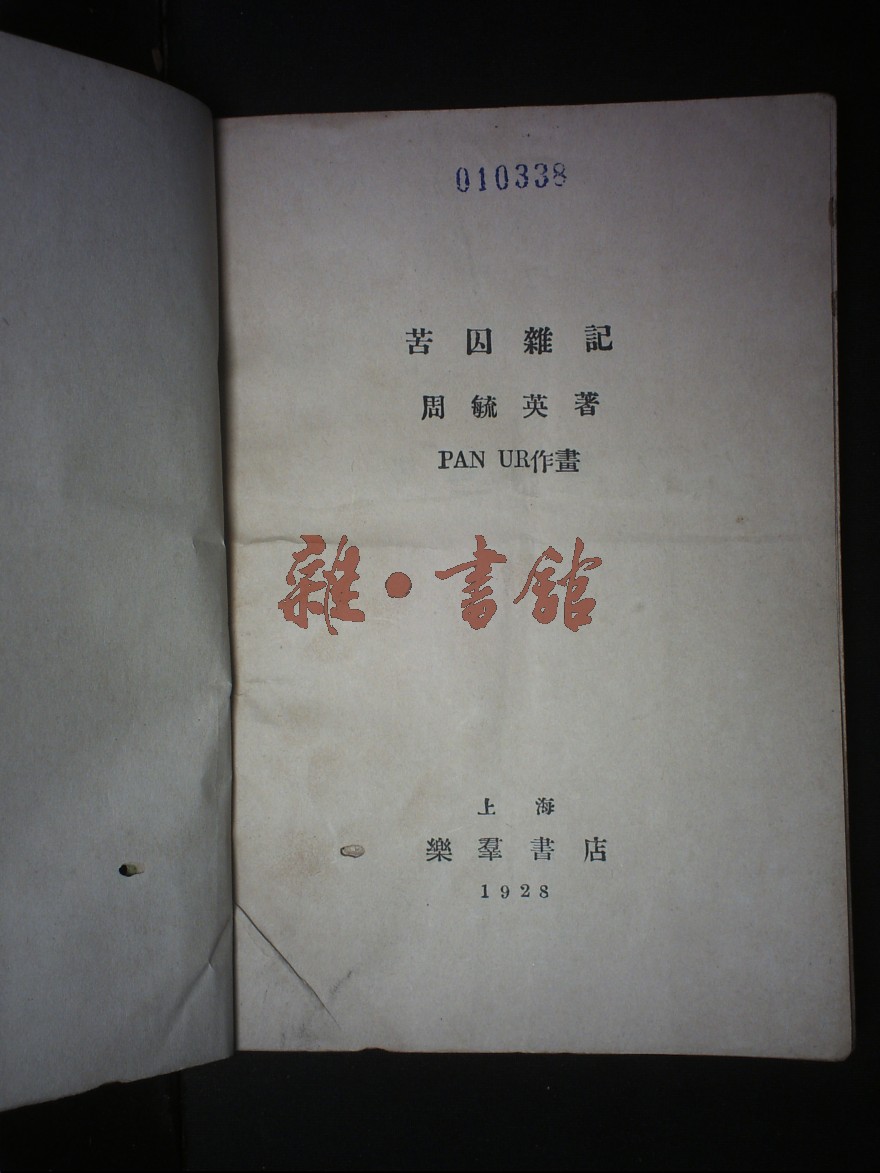 010338
苦囚雜記
周毓英著
PAN UR作畫
雜·書館
上海
樂羣書店
1928